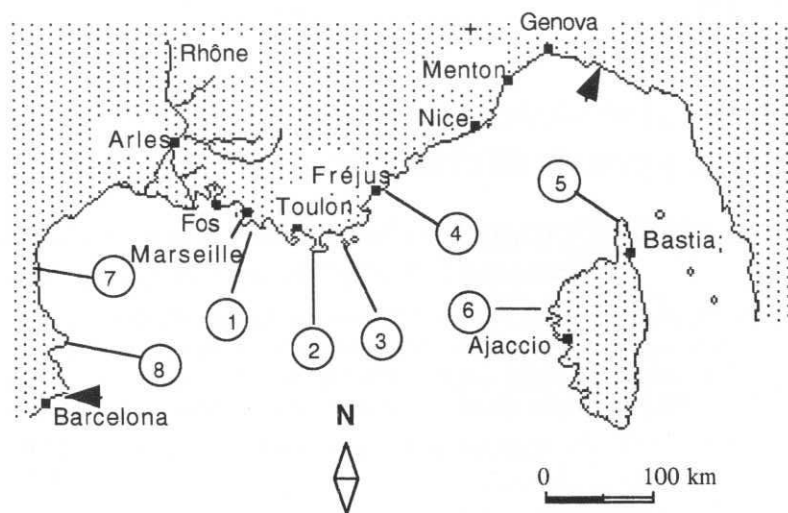 Genova
Rhône
Menton
Nice
Arles
Fréjus
5
Fos
Toulon
4
Bastia
Marseille
7
1
2
3
6
8
Ajaccio
Barcelona
N
0 100 km